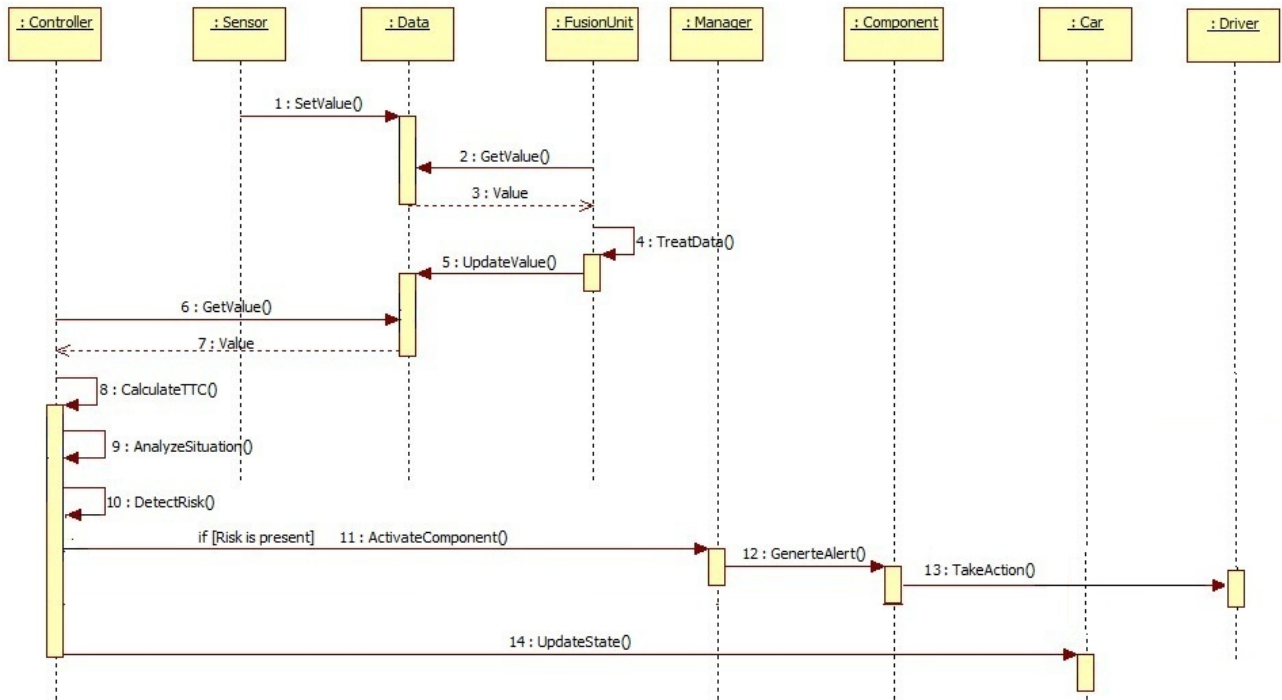 : Controller
: Sensor
: Data
: FusionUnit
: Manager
: Component
: Car
: Driver
1 : SetValue()
2 : GetValue()
3 : Value
4 : TreatData()
5 : UpdateValue()
6 : GetValue()
7 : Value
8 : CalculateTTC()
9 : AnalyzeSituation()
10 : DetectRisk()
if [Risk is present] 11 : ActivateComponent()
12 : GenerteAlert()
13 : TakeAction()
14 : UpdateState()